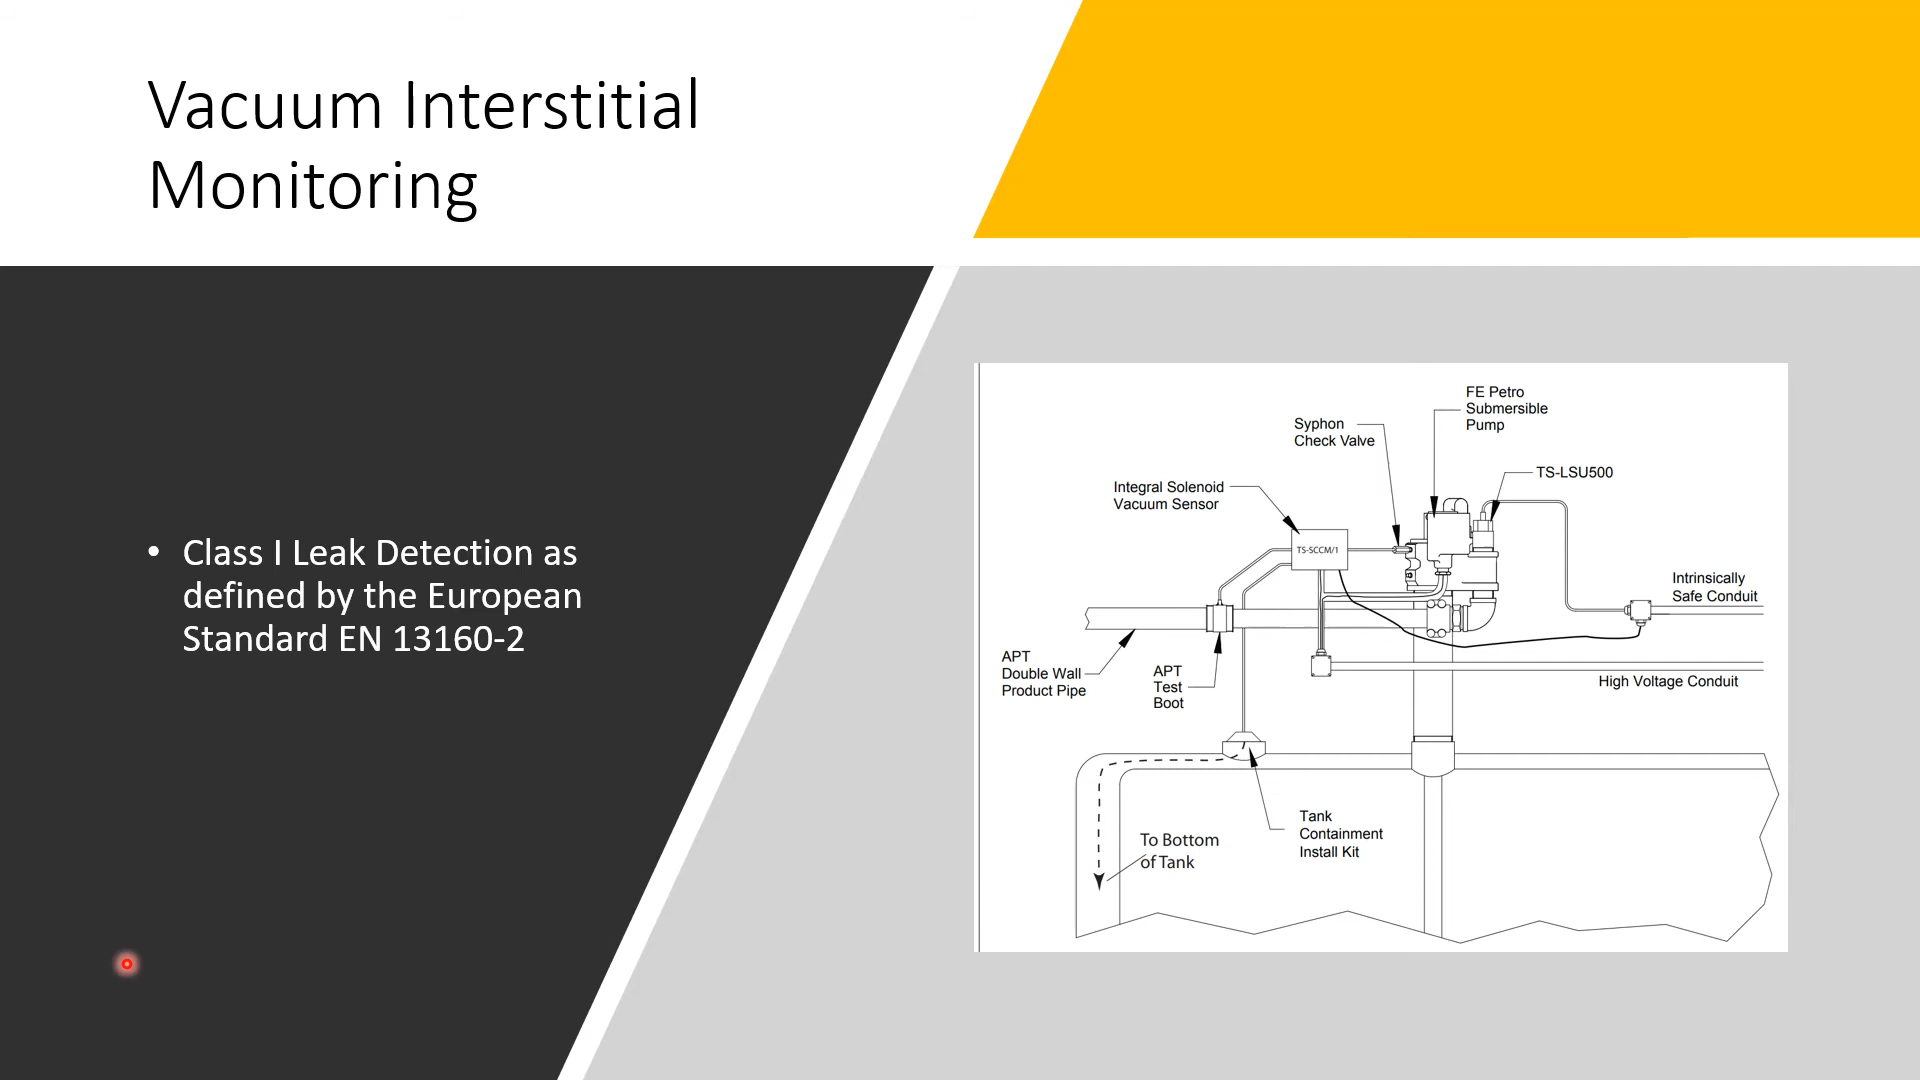 Vacuum Interstitial
Monitoring
• Class I Leak Detection as
defined by the European
Standard EN 13160-2
FE Petro
Submersible
Pump
Syphon
Check Valve
TS-LSU500
Integral Solenoid
Vacuum Sensor
TS-SCCM/1
Intrinsically
Safe Conduit
APT
Double Wall
Product Pipe
APT
Test
Boot
High Voltage Conduit
Tank
Containment
Install Kit
To Bottom
of Tank